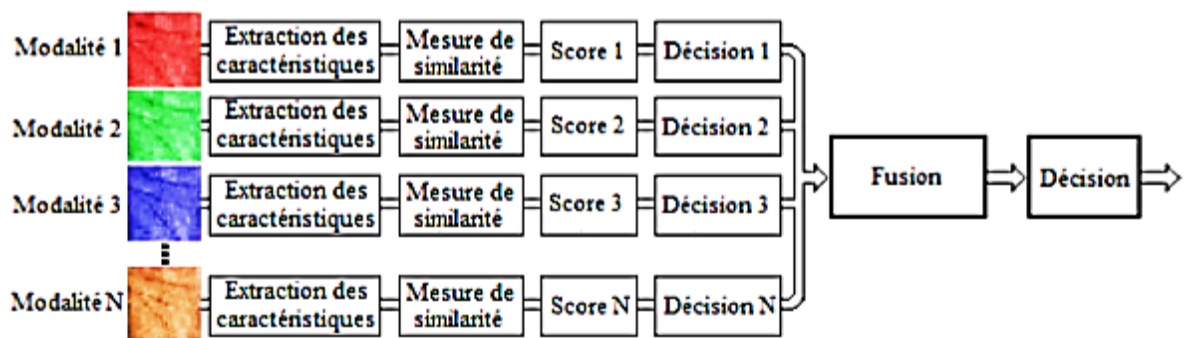 Modalité 1
Extraction des
caractéristiques
Mesure de
similarité
Score 1
Décision 1
Modalité 2
Extraction des
caractéristiques
Mesure de
similarité
Score 2
Décision 2
Modalité 3
Extraction des
caractéristiques
Mesure de
similarité
Score 3
Décision 3
Modalité N
Extraction des
caractéristiques
Mesure de
similarité
Score N
Décision N
Fusion
Décision